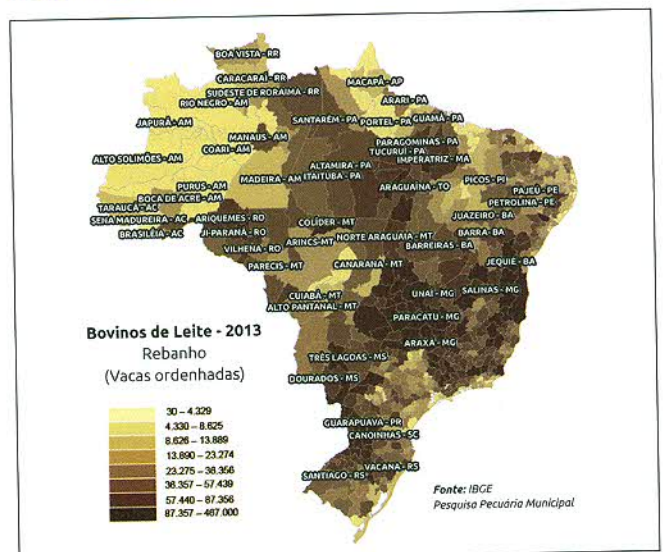 BOA VISTA - RR
CARACARAÍ - RR
SUDESTE DE RORAIMA - RR
RIO NEGRO - AM
MACAPÁ - AP
ARARI - PA
JAPURÁ - AM
SANTARÉM - PA
PORTEL - PA
GUAMÁ - PA
MANAUS - AM
PARAGOMINAS - PA
COARI - AM
TUCURUÍ - PA
ALTO SOLIMÕES - AM
ALTAMIRA - PA
IMPERATRIZ - MA
MADEIRA - AM
ITAITUBA - PA
PICOS - PI
PURUS - AM
ARAGUAÍNA - TO
PAJEÚ - PE
BOCA DE ACRE - AM
PETROLINA - PE
TARAUCÁ - AC
JUAZEIRO - BA
SENA MADUREIRA - AC
ARIQUEMES - RO
COLÍDER - MT
BRASILÉIA - AC
JI-PARANÁ - RO
ARINOS-MT
NORTE ARAGUAIA - MT
BARRA - BA
VILHENA - RO
BARREIRAS - BA
PARECIS - MT
CANARANA - MT
JEQUIÉ - BA
CUIABÁ - MT
UNAÍ - MG
SALINAS - MG
ALTO PANTANAL - MT
PARACATU - MG
Bovinos de Leite - 2013
ARAXÁ - MG
Rebanho
TRÊS LAGOAS - MS
(Vacas ordenhadas)
DOURADOS - MS
30 – 4.329
4.330 – 8.625
GUARAPUAVA - PR
8.626 – 13.889
CANOINHAS - SC
13.890 – 23.274
23.275 – 36.356
VACANA - RS
36.357 – 57.439
SANTIAGO - RS
57.440 – 87.356
Fonte: IBGE
87.357 – 467.000
Pesquisa Pecuária Municipal